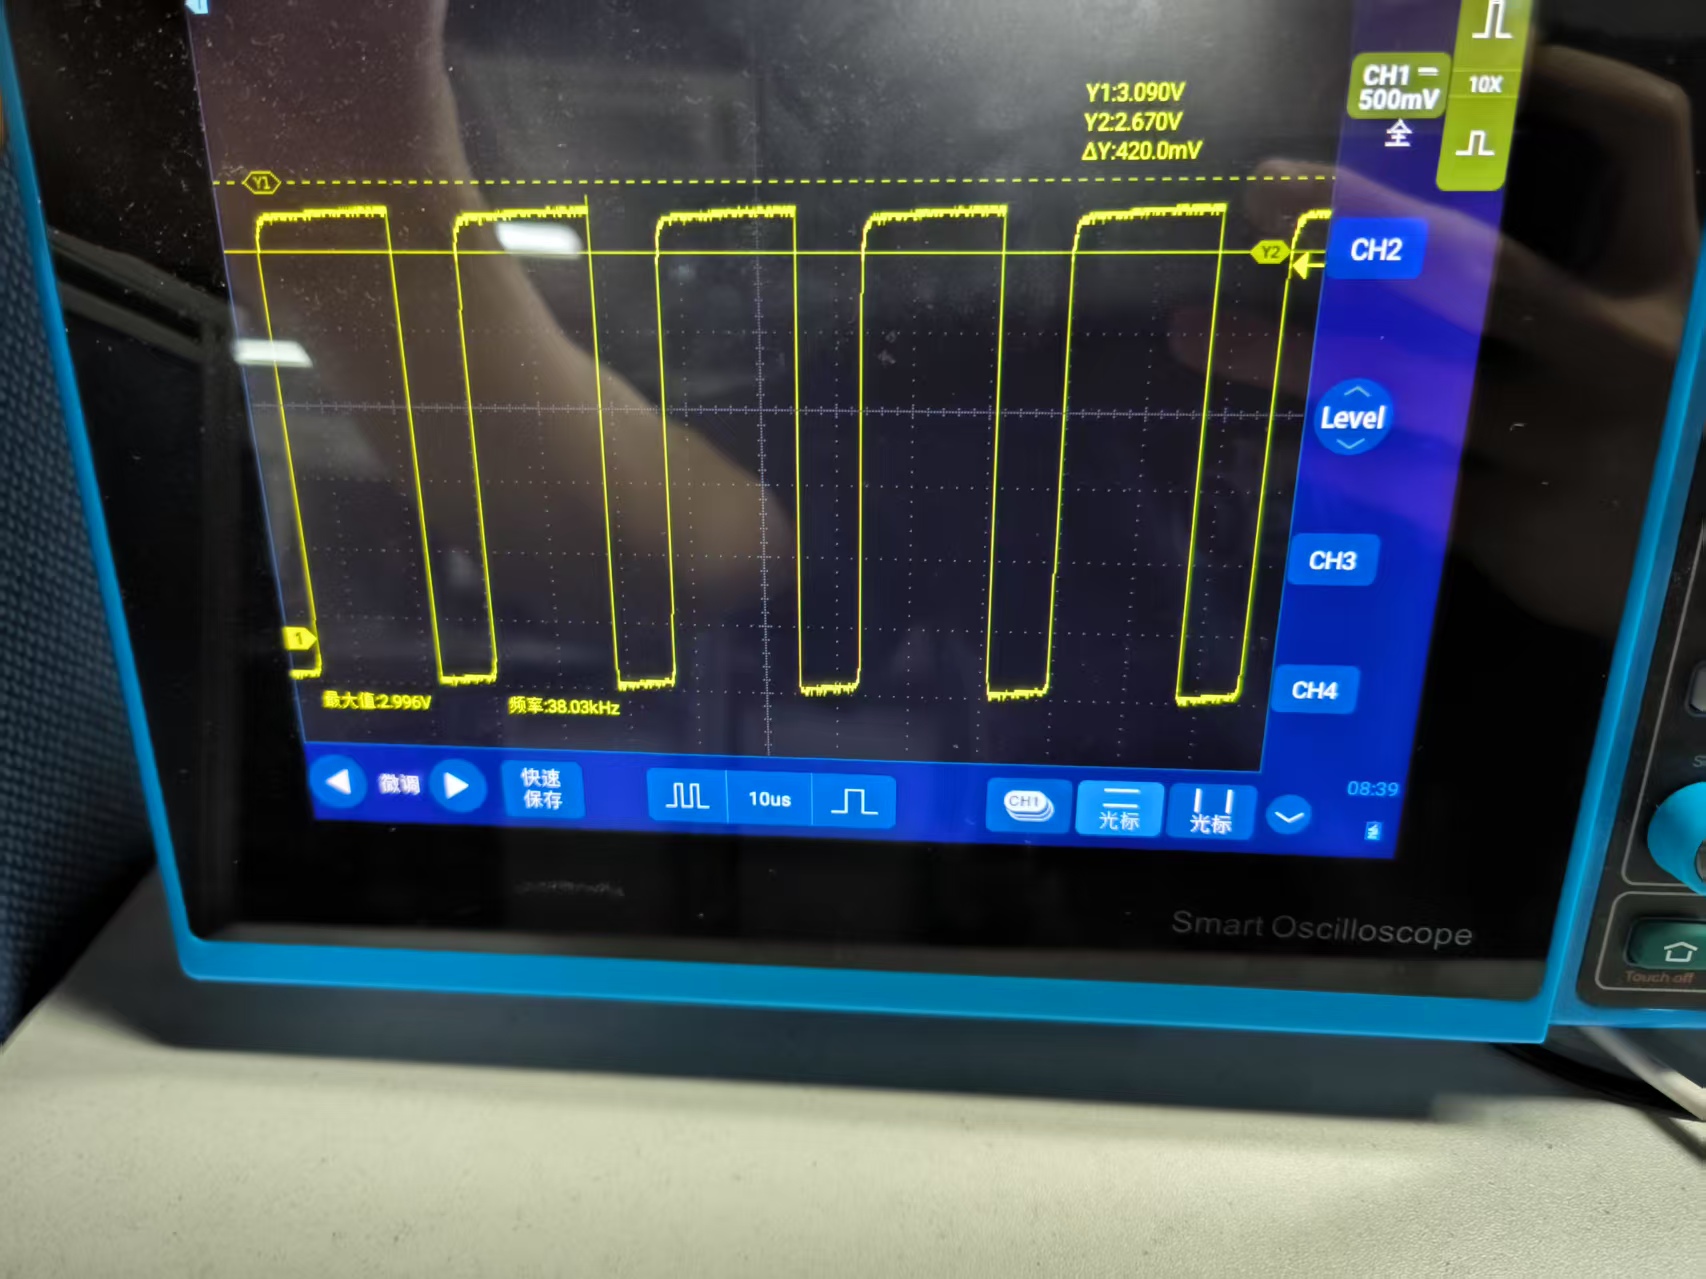 Y1:3.090V
Y2:2.670V
ΔY:420.0mV
CH1
500mV
全
10X
Y1
Y2
CH2
Level
CH3
1
CH4
最大值:2.996V
频率:38.03kHz
微调
快速
保存
10us
CH1
光标
光标
08:39
Smart Oscilloscope
Touch off